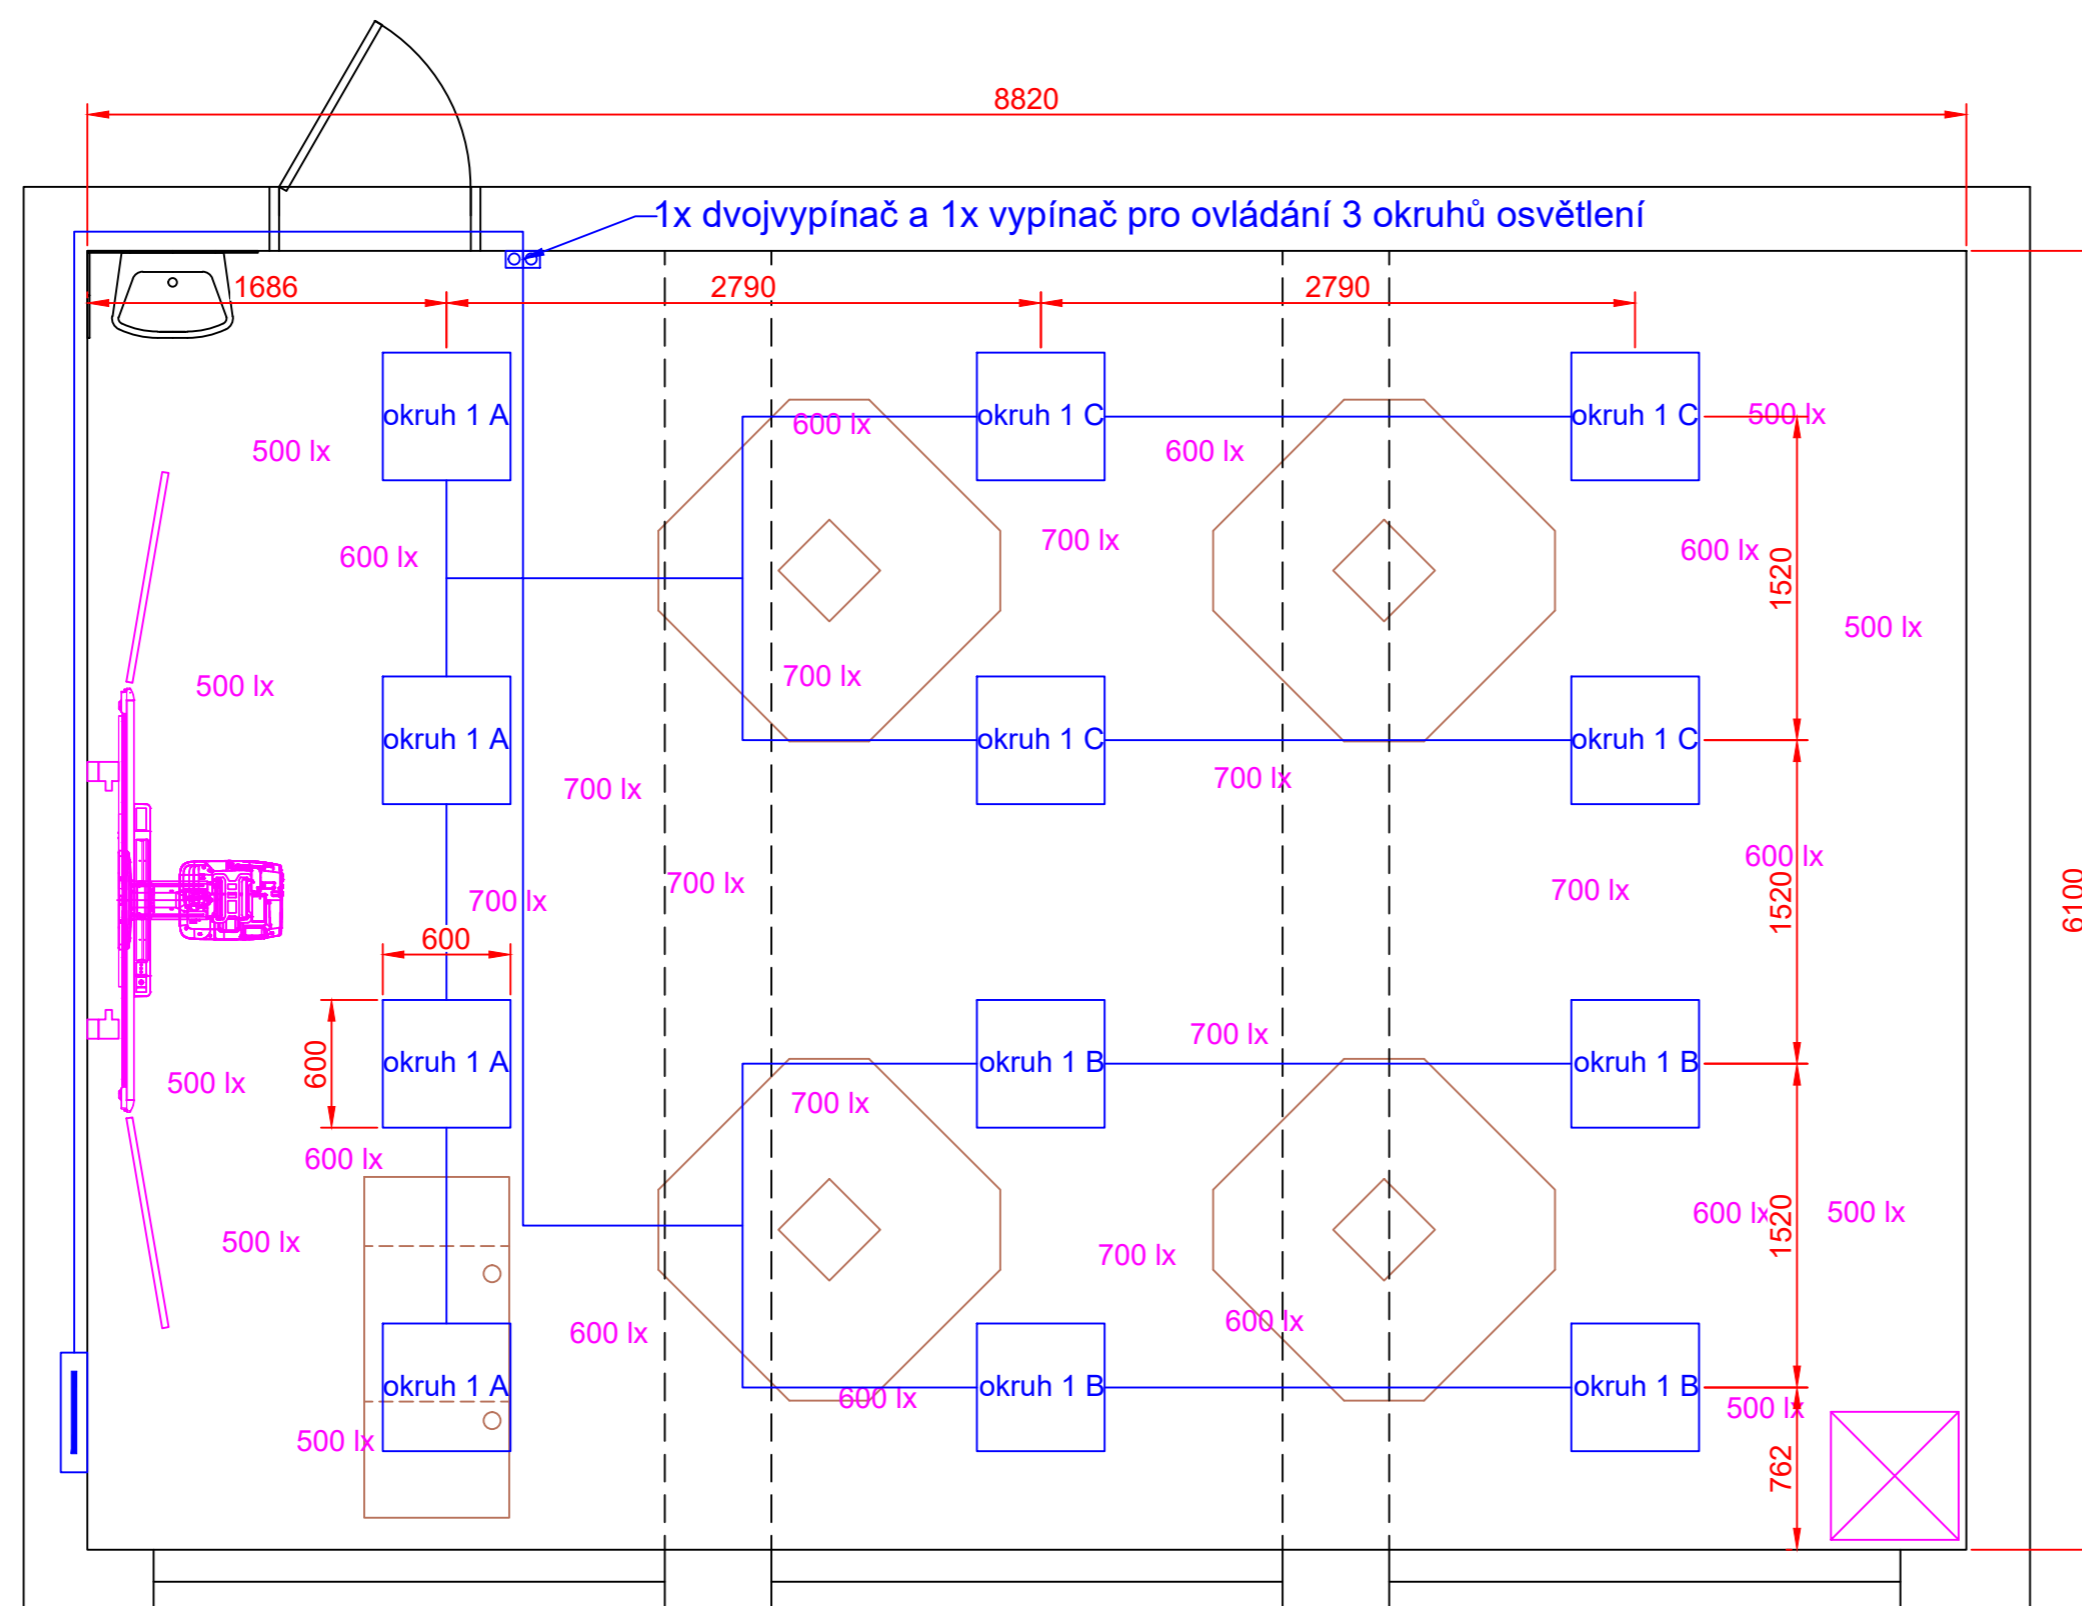 8820
1x dvojvypínač a 1x vypínač pro ovládání 3 okruhů osvětlení
1686
2790
2790
okruh 1 A
okruh 1 C
okruh 1 C
500 lx
600 lx
500 lx
600 lx
600 lx
700 lx
600 lx
600 lx
1520
500 lx
500 lx
700 lx
okruh 1 A
okruh 1 C
okruh 1 C
700 lx
700 lx
600 lx
700 lx
700 lx
700 lx
1520
6100
600
600
okruh 1 A
okruh 1 B
okruh 1 B
700 lx
500 lx
700 lx
600 lx
500 lx
700 lx
600 lx
1520
500 lx
600 lx
600 lx
okruh 1 A
okruh 1 B
okruh 1 B
600 lx
500 lx
500 lx
762